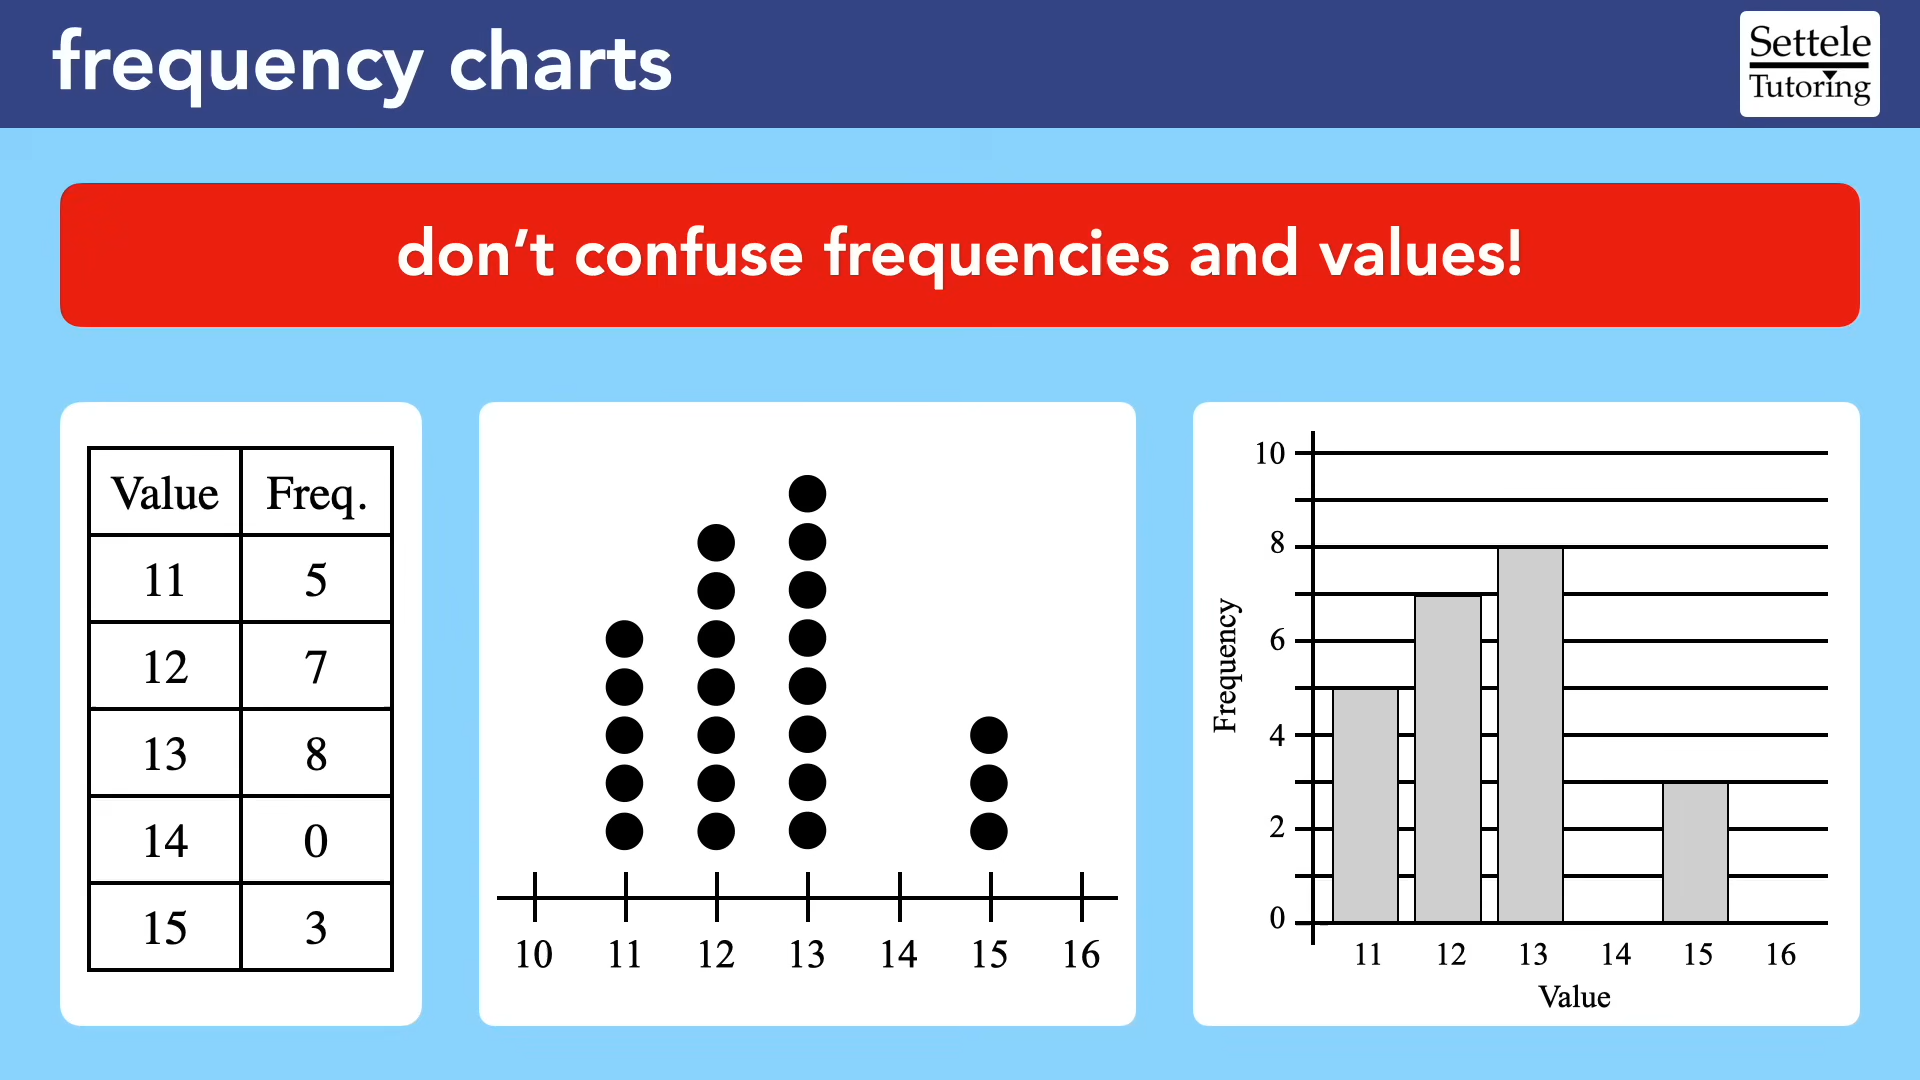 frequency charts
Settele
Tutoring
don't confuse frequencies and values!
Value Freq.
11 5
12 7
13 8
14 0
15 3
10 11 12 13 14 15 16
10
8
6
4
2
0
Frequency
11 12 13 14 15 16
Value